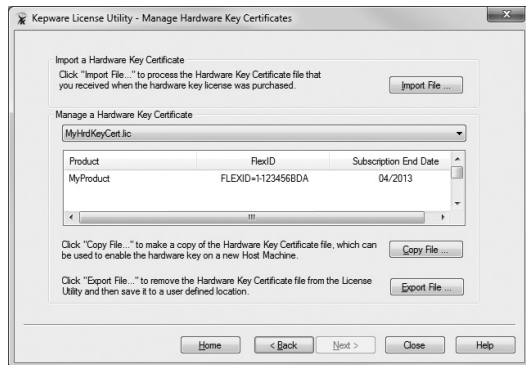 Kepware License Utility - Manage Hardware Key Certificates
Import a Hardware Key Certificate
Click "Import File..." to process the Hardware Key Certificate file that
you received when the hardware key license was purchased.
Import File ...
Manage a Hardware Key Certificate
MyHrdKeyCert.lic
Product FlexID Subscription End Date
MyProduct FLEXID=1-123456BDA 04/2013
Click "Copy File..." to make a copy of the Hardware Key Certificate file, which can
be used to enable the hardware key on a new Host Machine.
Copy File ...
Click "Export File..." to remove the Hardware Key Certificate file from the License
Utility and then save it to a user defined location.
Export File ...
Home < Back Next > Close Help